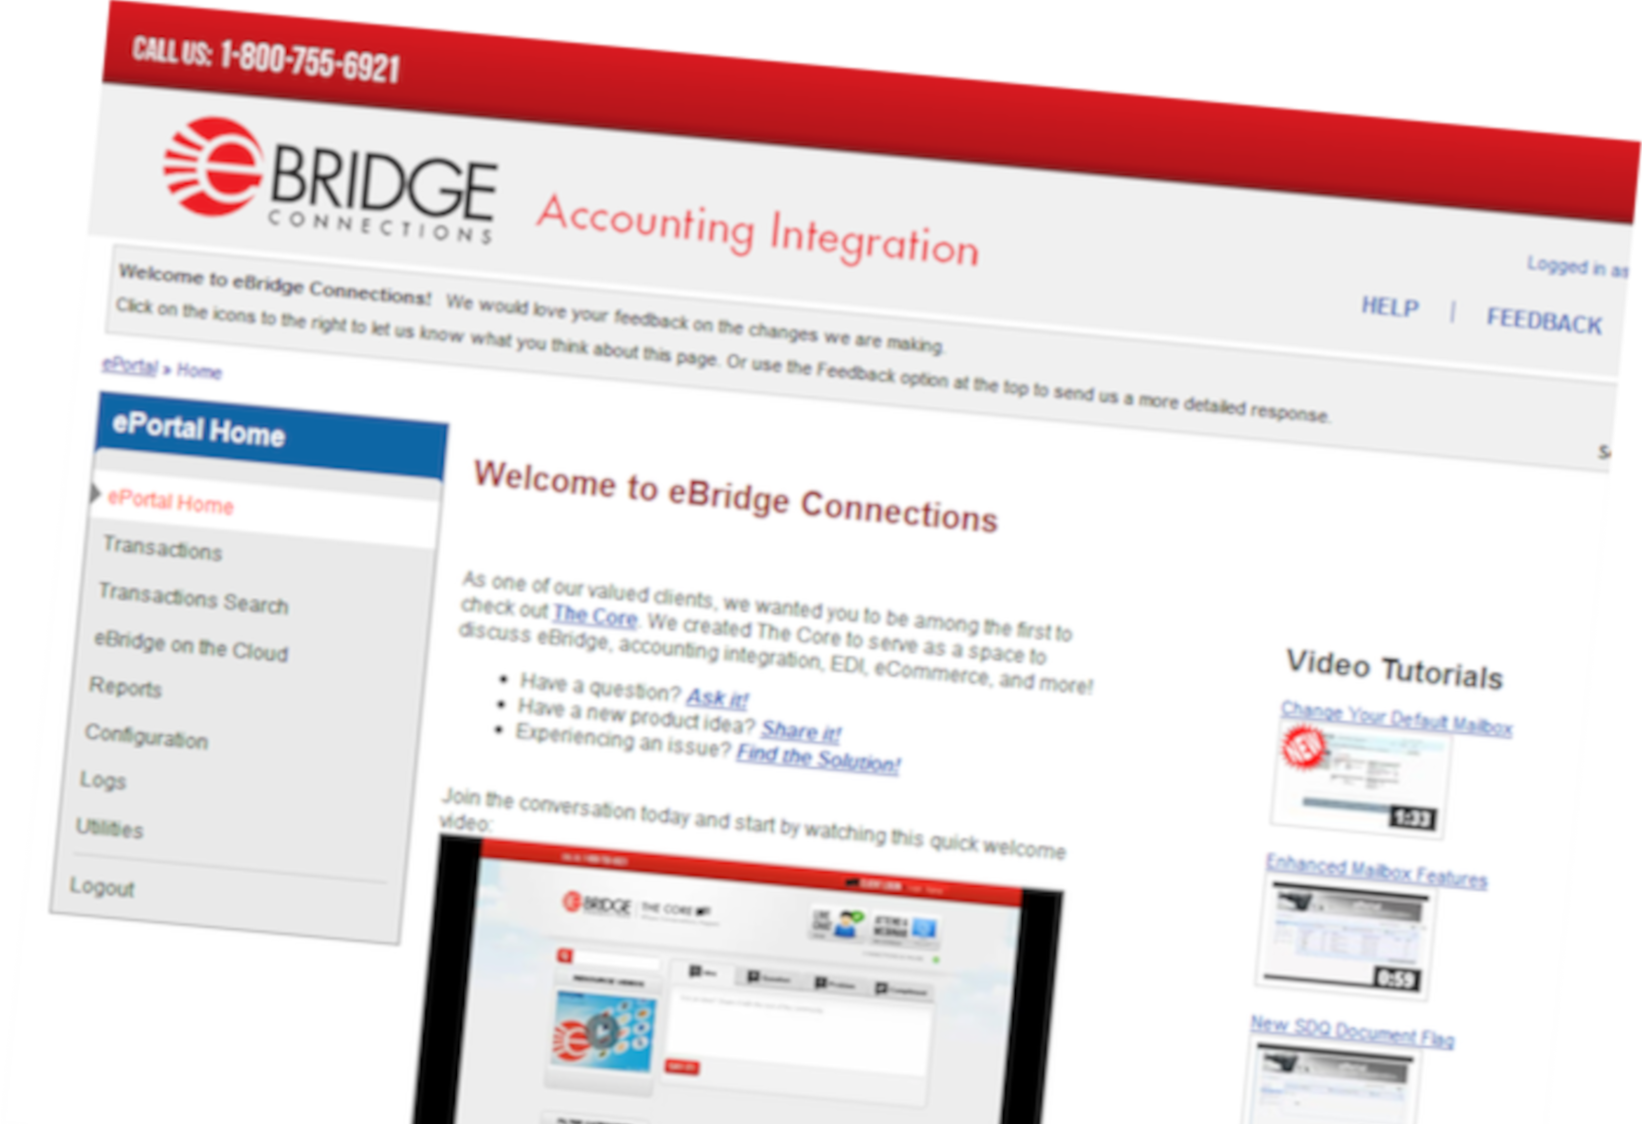 CALL US: 1-800-755-6921
eBRIDGE
CONNECTIONS
Accounting Integration
Logged in as
HELP | FEEDBACK
Welcome to eBridge Connections! We would love your feedback on the changes we are making.
Click on the icons to the right to let us know what you think about this page. Or use the Feedback option at the top to send us a more detailed response.
ePortal » Home
ePortal Home
ePortal Home
Transactions
Transactions Search
eBridge on the Cloud
Reports
Configuration
Logs
Utilities
Logout
Welcome to eBridge Connections
As one of our valued clients, we wanted you to be among the first to
check out The Core. We created The Core to serve as a space to
discuss eBridge, accounting integration, EDI, eCommerce, and more!
• Have a question? Ask it!
• Have a new product idea? Share it!
• Experiencing an issue? Find the Solution!
Join the conversation today and start by watching this quick welcome
video:
eBRIDGE | THE CORE
LIVE CHAT
ATTEND A WEBINAR
Video Tutorials
Change Your Default Mailbox
NEW
1:33
Enhanced Mailbox Features
0:59
New SDQ Document Flag